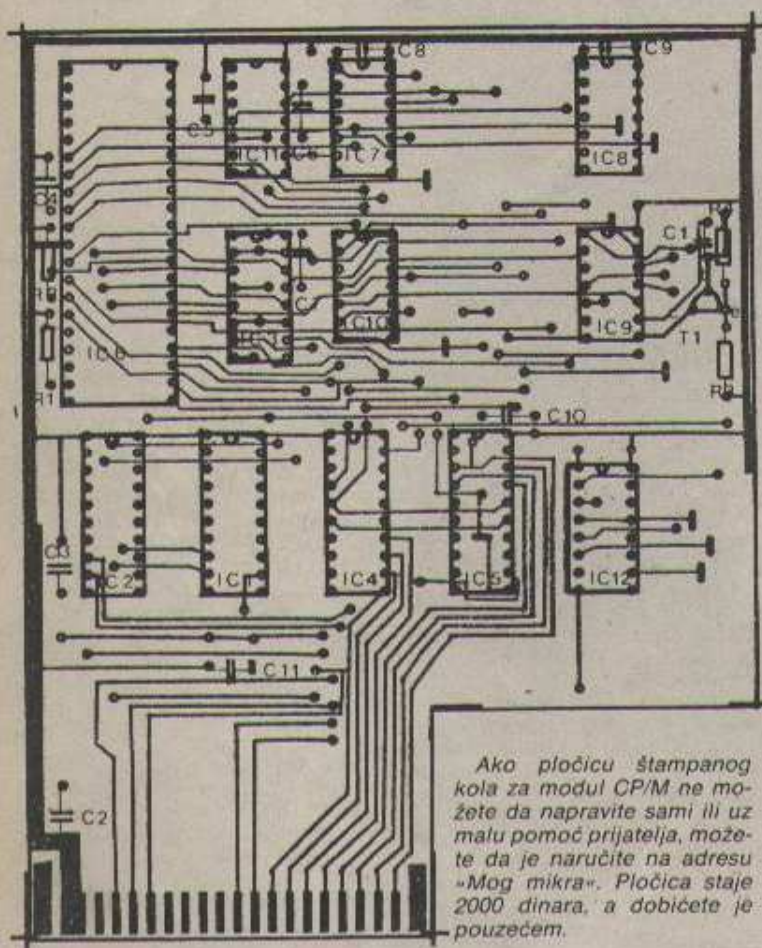 C8
C9
C5
IC11
C6
IC7
IC8
C1
R1
IC6
IC10
IC9
T1
C10
C3
IC2
IC1
IC4
IC5
IC12
C11
C2
Ako pločicu štampanog
kola za modul CP/M ne mo-
žete da napravite sami ili uz
malu pomoć prijatelja, može-
te da je naručite na adresu
»Mog mikra«. Pločica staje
2000 dinara, a dobićete je
pouzećem.